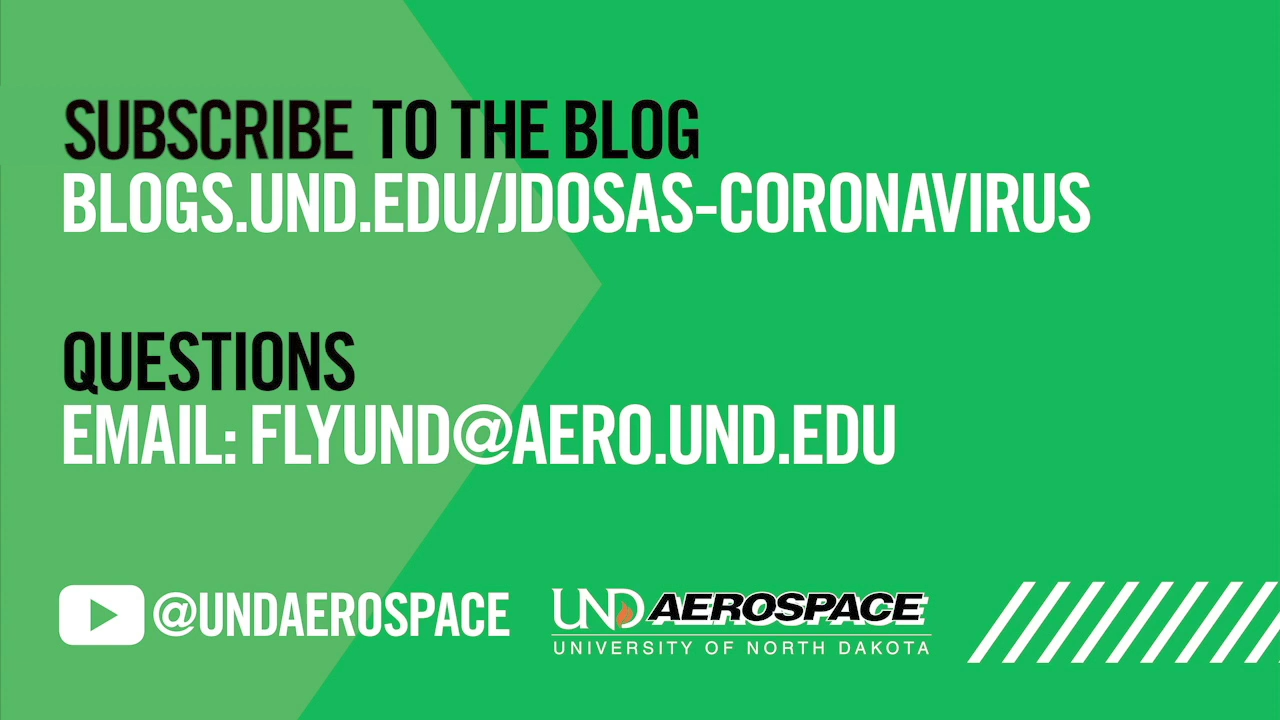 SUBSCRIBE TO THE BLOG
BLOGS.UND.EDU/JDOSAS-CORONAVIRUS
QUESTIONS
EMAIL: FLYUND@AERO.UND.EDU
@UNDAEROSPACE
UND AEROSPACE
UNIVERSITY OF NORTH DAKOTA